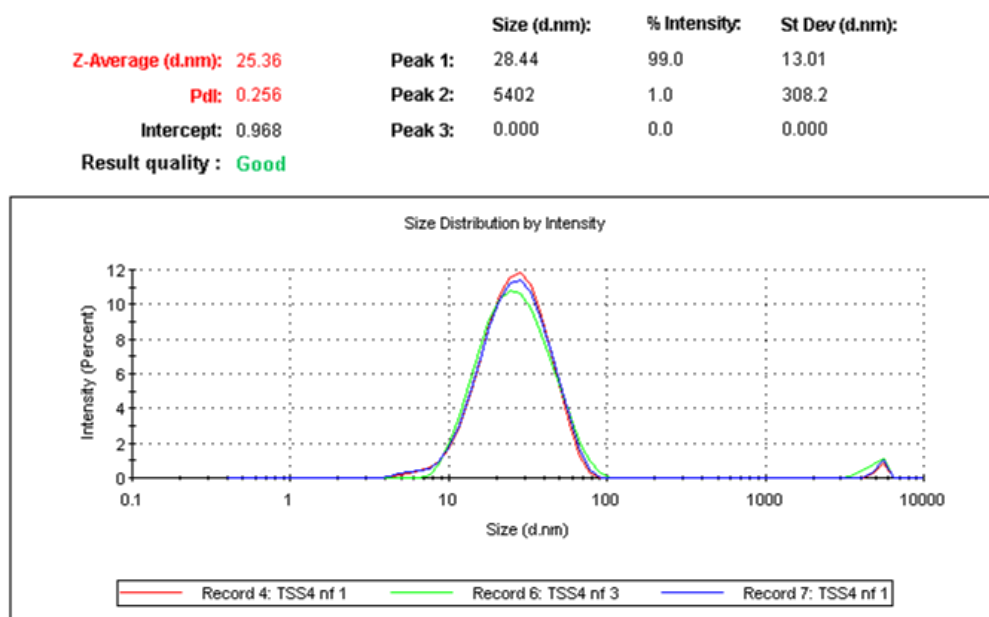 Size (d.nm): % Intensity: St Dev (d.nm):
Z-Average (d.nm): 25.36 Peak 1: 28.44 99.0 13.01
PdI: 0.256 Peak 2: 5402 1.0 308.2
Intercept: 0.968 Peak 3: 0.000 0.0 0.000
Result quality : Good
Size Distribution by Intensity
12
10
8
6
4
2
0
Intensity (Percent)
0.1 1 10 100 1000 10000
Size (d.nm)
Record 4: TSS4 nf 1 Record 6: TSS4 nf 3 Record 7: TSS4 nf 1